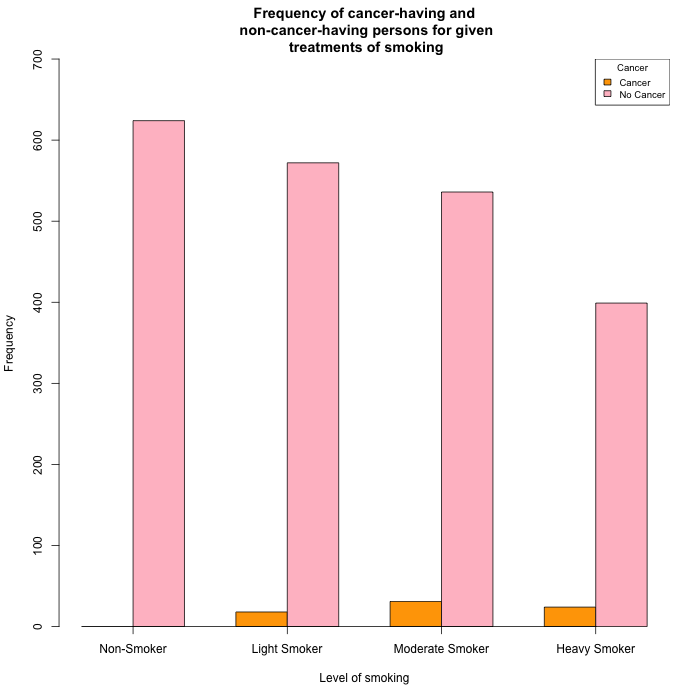 Frequency of cancer-having and
non-cancer-having persons for given
treatments of smoking
Cancer
Cancer
No Cancer
700
600
500
400
300
200
100
0
Frequency
Non-Smoker
Light Smoker
Moderate Smoker
Heavy Smoker
Level of smoking